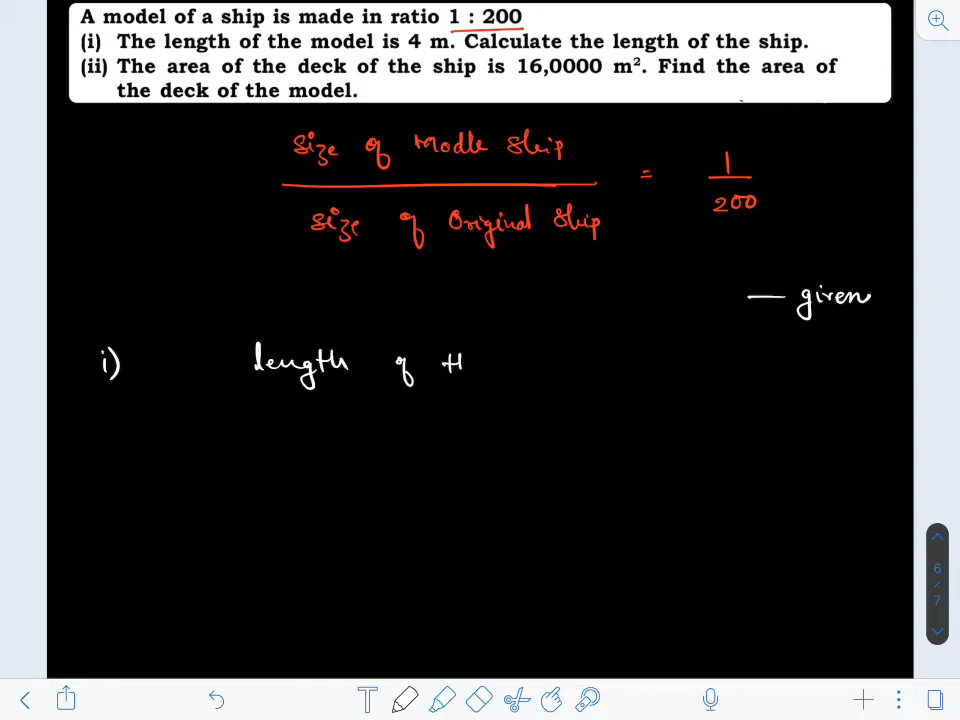 A model of a ship is made in ratio 1 : 200
(i) The length of the model is 4 m. Calculate the length of the ship.
(ii) The area of the deck of the ship is 16,0000 m². Find the area of
the deck of the model.
Size of Modle Ship
= 1/200
Size of Original Ship
— given
i) length of H
6
/
7
T